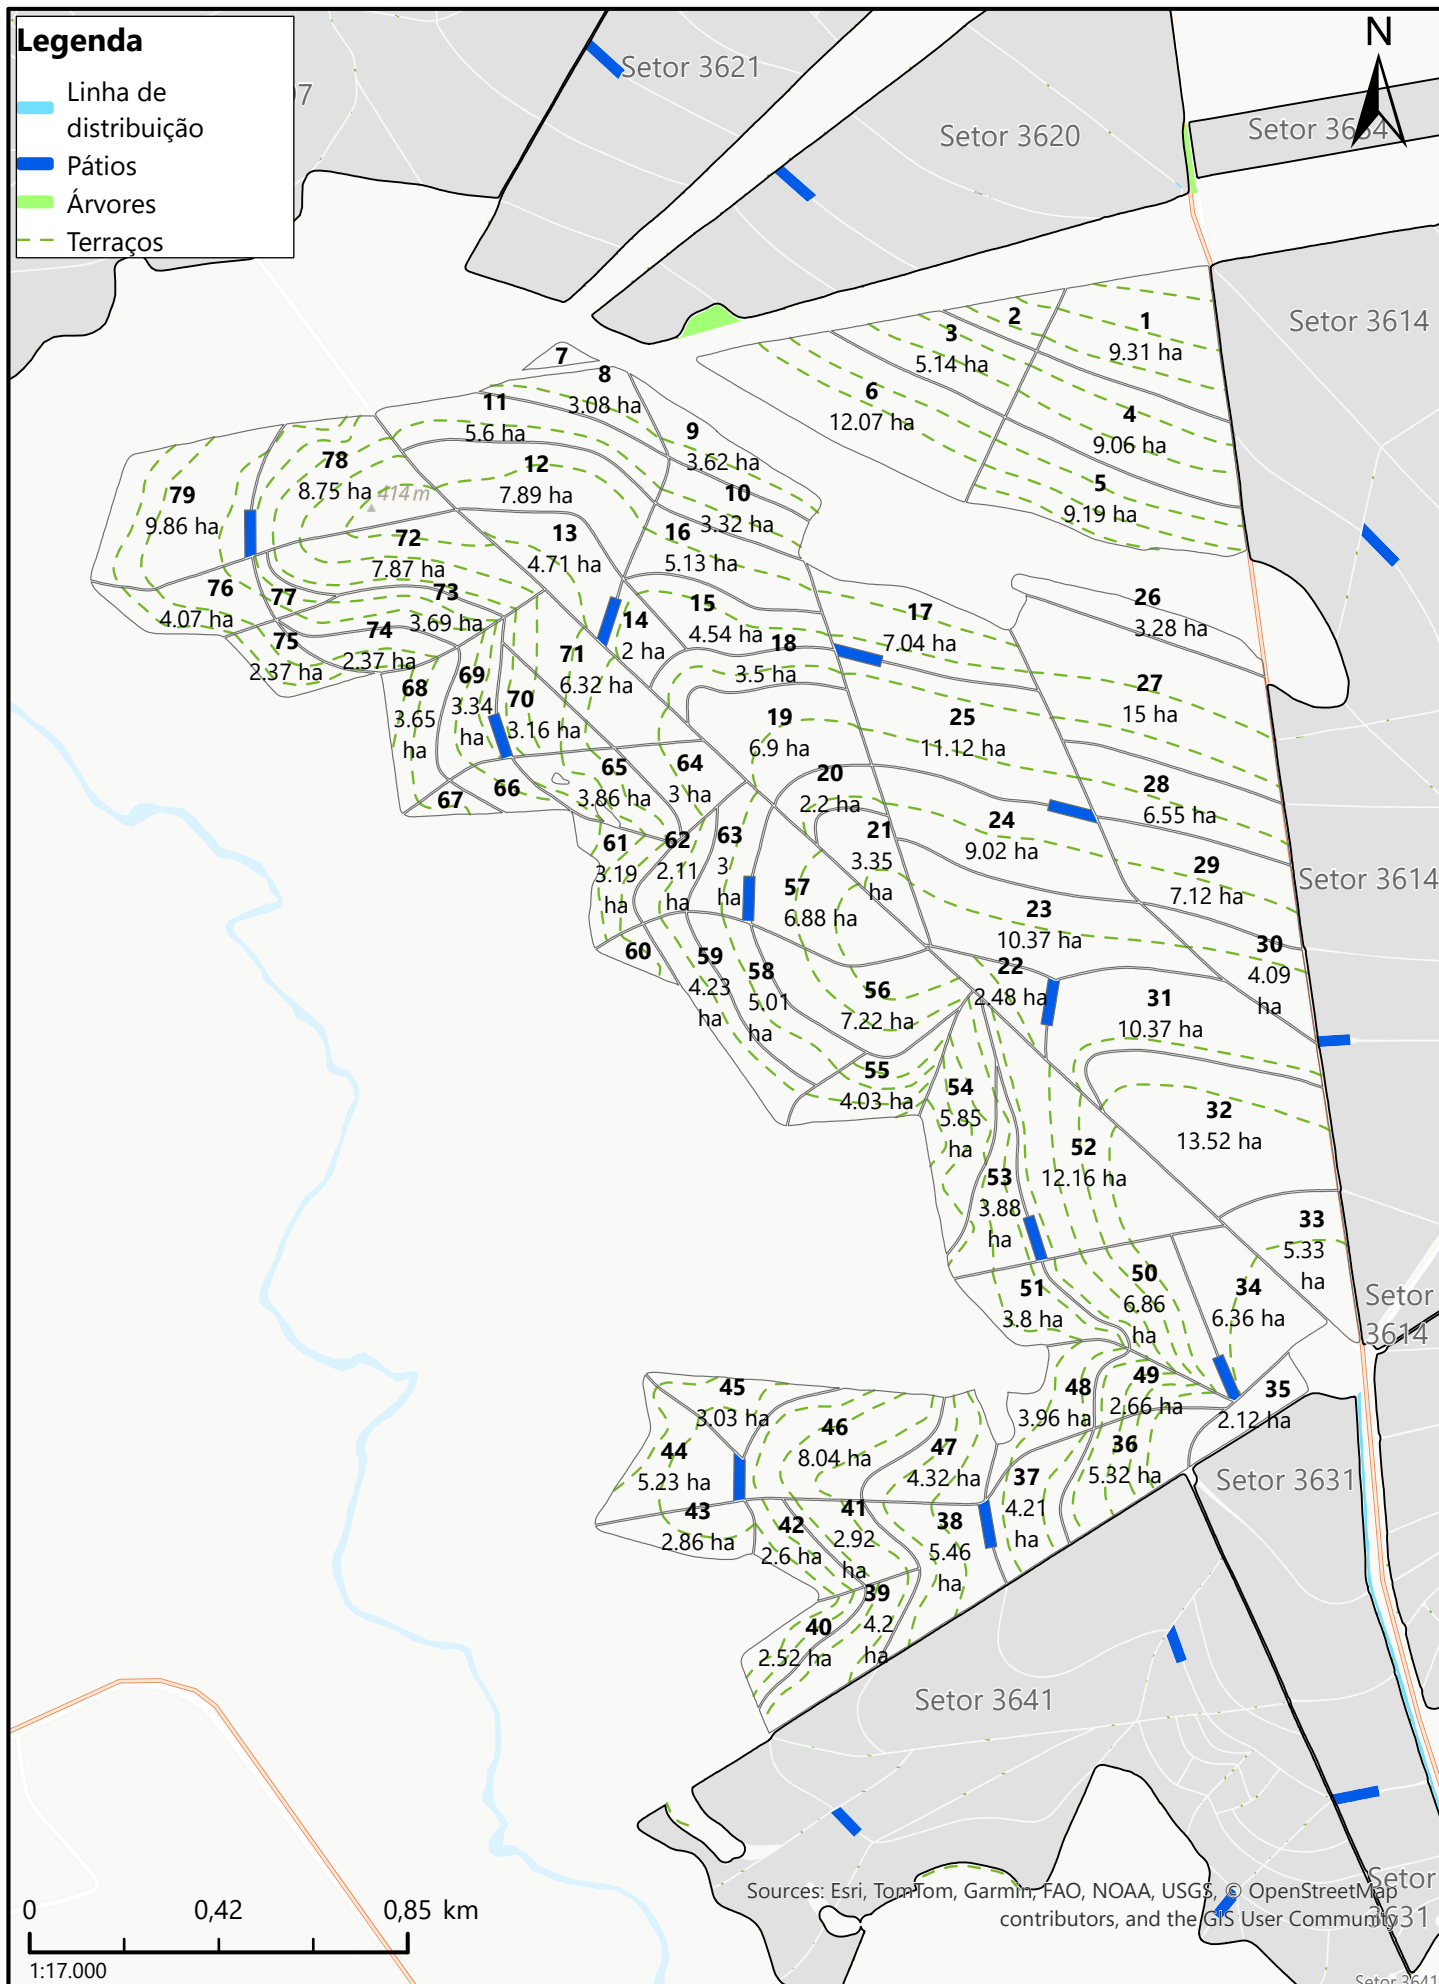 Legenda
Linha de
distribuição
Pátios
Árvores
Terraços
N
Setor 3621
Setor 3620
Setor 3614
1
9.31 ha
2
3
5.14 ha
4
9.06 ha
5
9.19 ha
6
12.07 ha
7
8
3.08 ha
9
3.62 ha
10
3.32 ha
11
5.6 ha
12
7.89 ha
13
4.71 ha
14
2 ha
15
4.54 ha
16
5.13 ha
17
7.04 ha
18
3.5 ha
19
6.9 ha
20
2.2 ha
21
3.35
ha
22
2.48 ha
23
10.37 ha
24
9.02 ha
25
11.12 ha
26
3.28 ha
27
15 ha
28
6.55 ha
29
7.12 ha
Setor 3614
30
4.09
ha
31
10.37 ha
32
13.52 ha
33
5.33
ha
34
6.36 ha
Setor
3614
35
2.12 ha
36
5.32 ha
37
4.21
ha
38
5.46
ha
39
4.2
ha
40
2.52 ha
41
2.92
ha
42
2.6 ha
43
2.86 ha
44
5.23 ha
45
3.03 ha
46
8.04 ha
47
4.32 ha
48
3.96 ha
49
2.66 ha
50
6.86
ha
51
3.8 ha
52
12.16 ha
53
3.88
ha
54
5.85
ha
55
4.03 ha
56
7.22 ha
57
6.88 ha
58
5.01
ha
59
4.23
ha
60
61
3.19
ha
62
2.11
ha
63
3
ha
64
3 ha
65
3.86 ha
66
67
68
3.65
ha
69
3.34
ha
70
3.16 ha
71
6.32 ha
72
7.87 ha
73
3.69 ha
74
2.37 ha
75
2.37 ha
76
4.07 ha
77
78
8.75 ha
414 m
79
9.86 ha
Setor 3631
Setor 3641
Setor
3631
Sources: Esri, TomTom, Garmin, FAO, NOAA, USGS, © OpenStreetMap
contributors, and the GIS User Community
Setor 3641
0 0,42 0,85 km
1:17.000